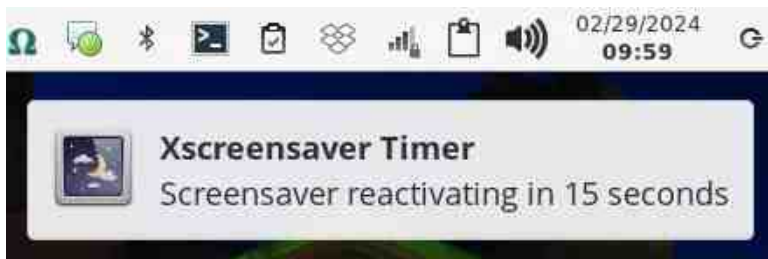 02/29/2024
09:59
Xscreensaver Timer
Screensaver reactivating in 15 seconds